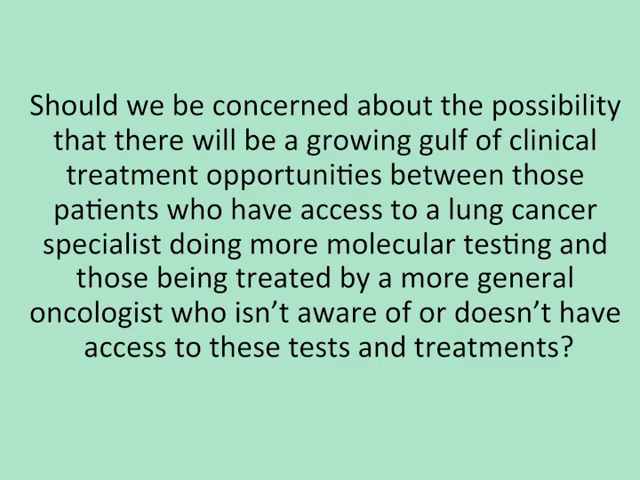 Should we be concerned about the possibility
that there will be a growing gulf of clinical
treatment opportunities between those
patients who have access to a lung cancer
specialist doing more molecular testing and
those being treated by a more general
oncologist who isn’t aware of or doesn’t have
access to these tests and treatments?